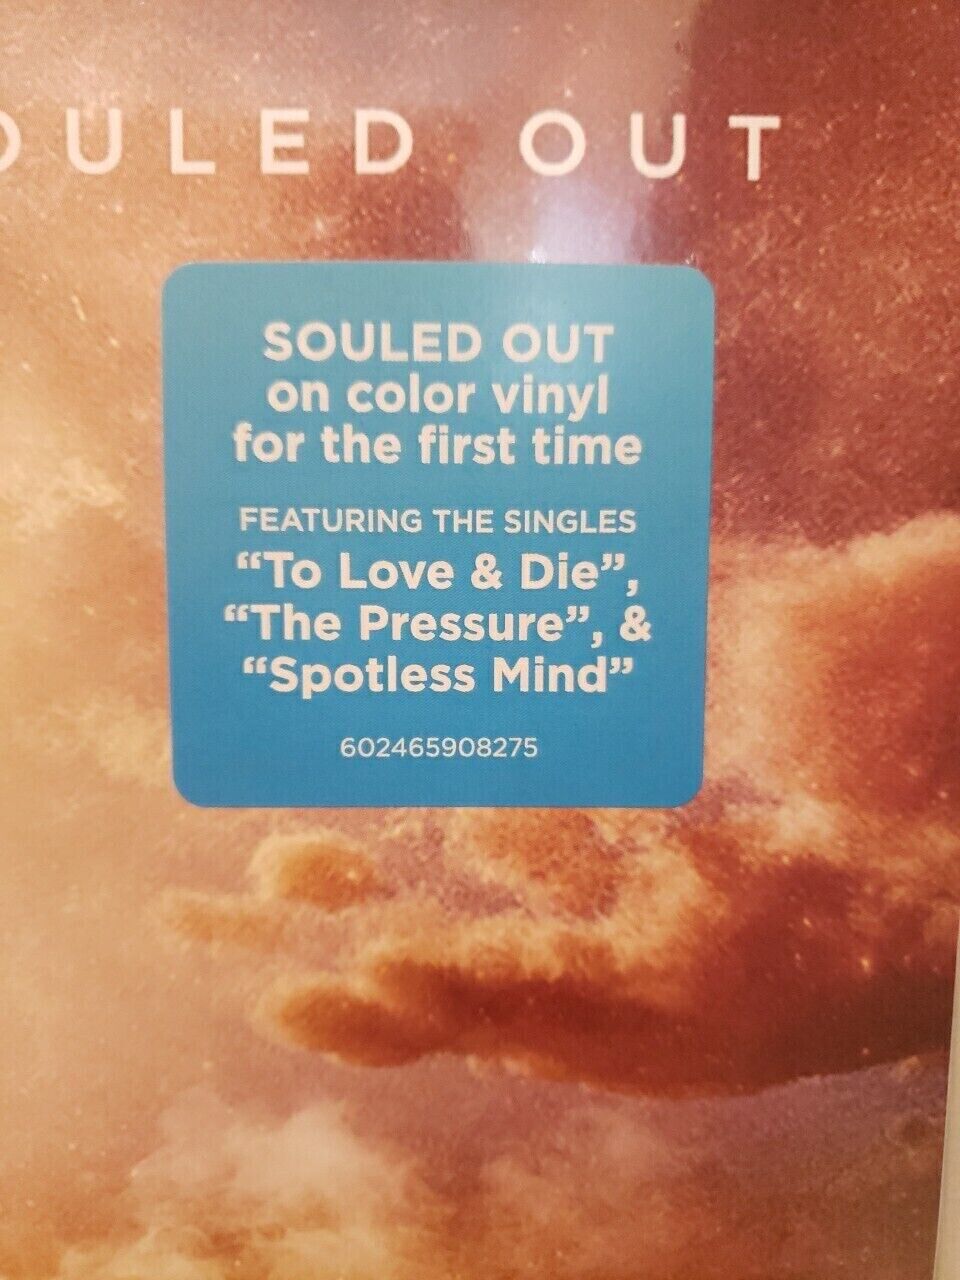 OULED OUT
SOULED OUT
on color vinyl
for the first time
FEATURING THE SINGLES
“To Love & Die”,
“The Pressure”, &
“Spotless Mind”
602465908275